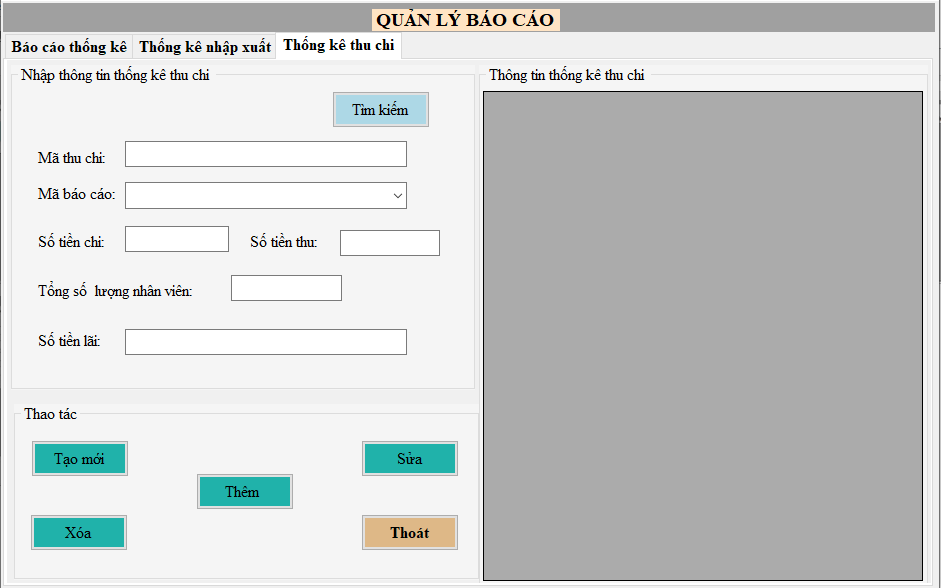 QUẢN LÝ BÁO CÁO
Báo cáo thống kê Thống kê nhập xuất Thống kê thu chi
Nhập thông tin thống kê thu chi
Tìm kiếm
Mã thu chi:
Mã báo cáo:
Số tiền chi: Số tiền thu:
Tổng số lượng nhân viên:
Số tiền lãi:
Thao tác
Tạo mới Sửa
Thêm
Xóa Thoát
Thông tin thống kê thu chi